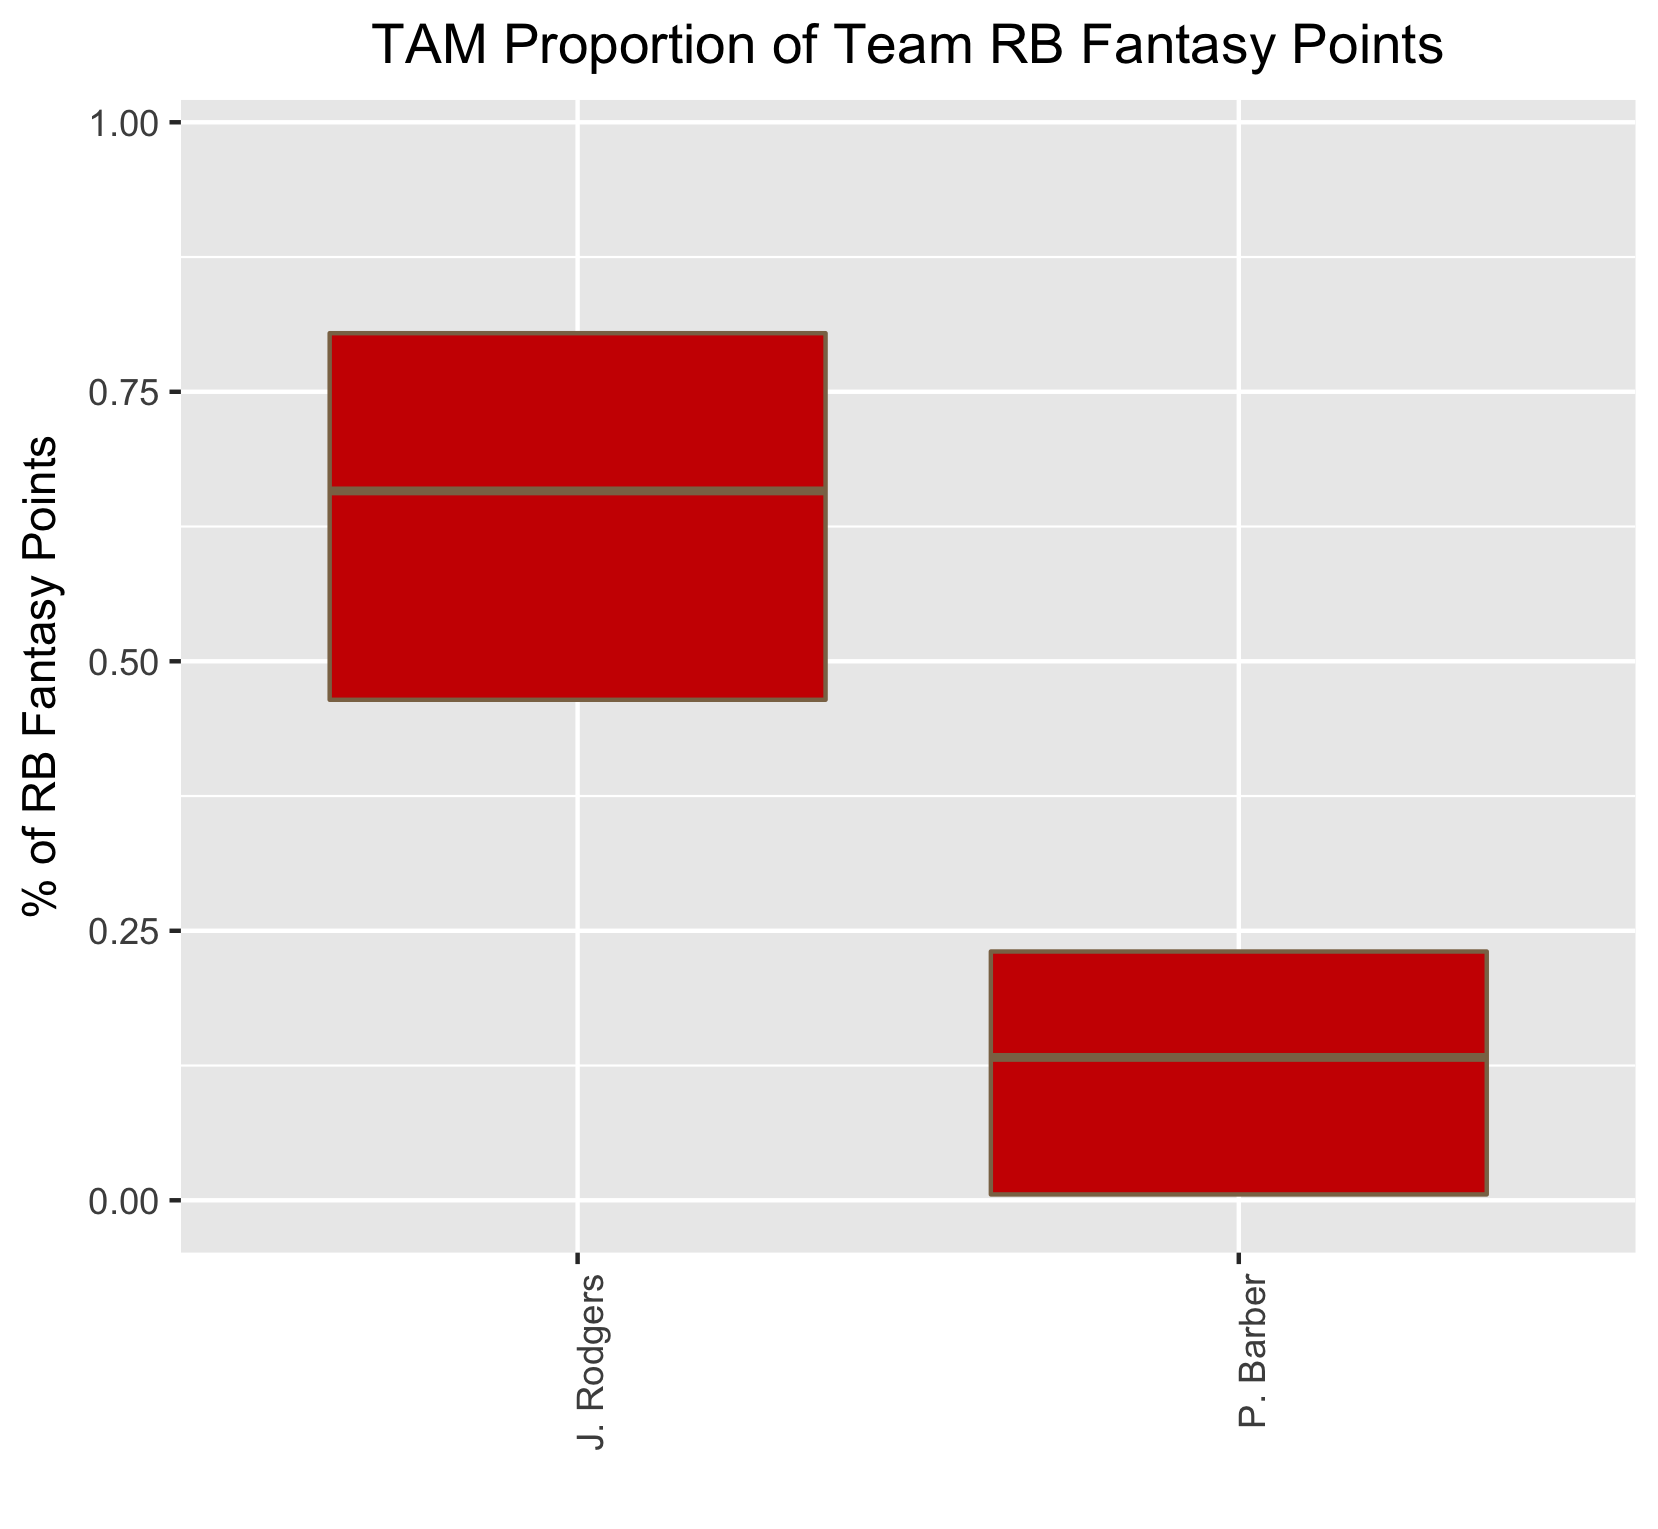 TAM Proportion of Team RB Fantasy Points
% of RB Fantasy Points
1.00
0.75
0.50
0.25
0.00
J. Rodgers
P. Barber